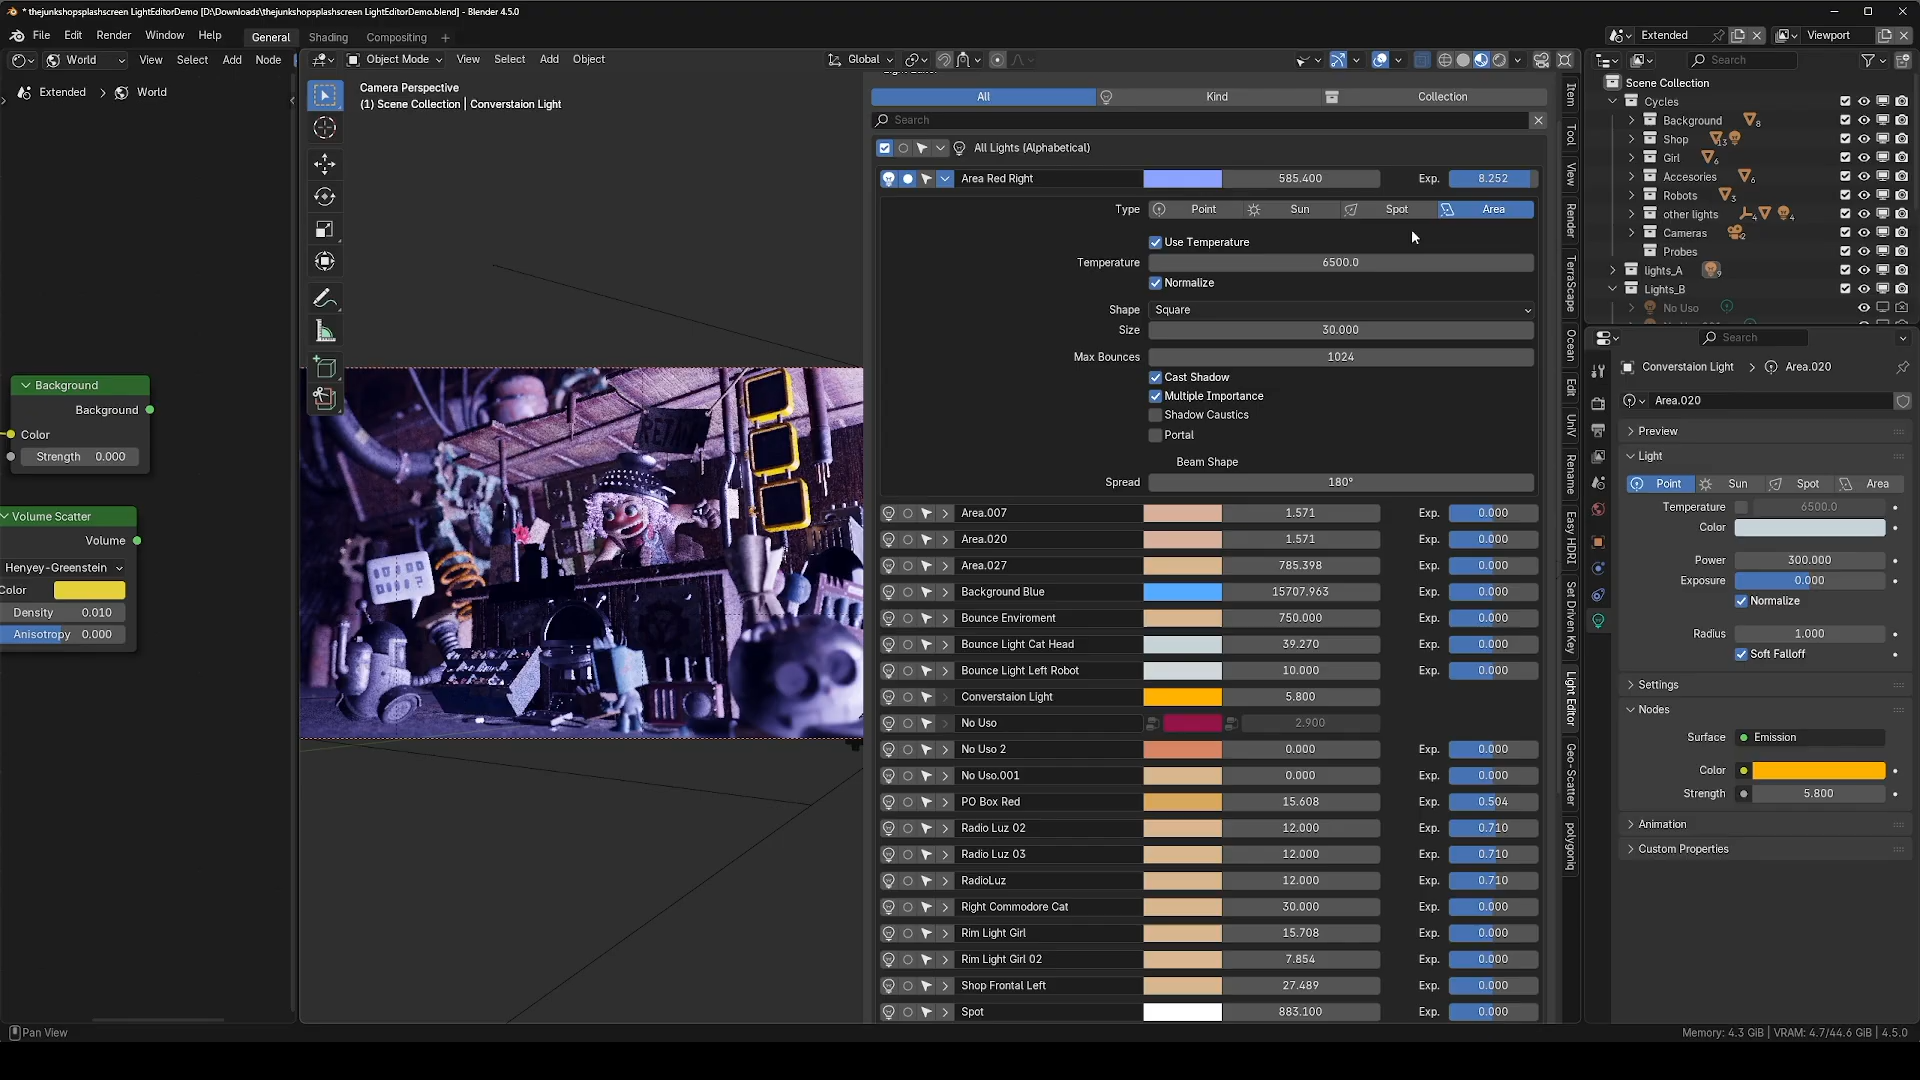 * thejunkshopsplashscreen LightEditorDemo [D:\Downloads\thejunkshopsplashscreen LightEditorDemo.blend] - Blender 4.5.0
File Edit Render Window Help General Shading Compositing + Extended Viewport
World View Select Add Node Object Mode View Select Add Object Global Search
Extended World
Camera Perspective
(1) Scene Collection | Converstaion Light
All Kind Collection
Search
All Lights (Alphabetical)
Area Red Right 585.400 Exp. 8.252
Type Point Sun Spot Area
Use Temperature
Temperature 6500.0
Normalize
Shape Square
Size 30.000
Max Bounces 1024
Cast Shadow
Multiple Importance
Shadow Caustics
Portal
Beam Shape
Spread 180°
Area.007 1.571 Exp. 0.000
Area.020 1.571 Exp. 0.000
Area.027 785.398 Exp. 0.000
Background Blue 15707.963 Exp. 0.000
Bounce Enviroment 750.000 Exp. 0.000
Bounce Light Cat Head 39.270 Exp. 0.000
Bounce Light Left Robot 10.000 Exp. 0.000
Converstaion Light 5.800
No Uso 2.900
No Uso 2 0.000 Exp. 0.000
No Uso.001 0.000 Exp. 0.000
PO Box Red 15.608 Exp. 0.504
Radio Luz 02 12.000 Exp. 0.710
Radio Luz 03 12.000 Exp. 0.710
RadioLuz 12.000 Exp. 0.710
Right Commodore Cat 30.000 Exp. 0.000
Rim Light Girl 15.708 Exp. 0.000
Rim Light Girl 02 7.854 Exp. 0.000
Shop Frontal Left 27.489 Exp. 0.000
Spot 883.100 Exp. 0.000
Background
Background
Color
Strength 0.000
Volume Scatter
Volume
Henyey-Greenstein
Color
Density 0.010
Anisotropy 0.000
Item
Tool
View
Render
TerraScape
Ocean
Edit
UniV
Rename
Easy HDRI
Set Driven Key
Light Editor
Geo-Scatter
polygoniq
Scene Collection
Cycles
Background 8
Shop 13
Girl 6
Accesories 6
Robots 3
other lights 4 4
Cameras 2
Probes
lights_A 9
Lights_B
No Uso
Search
Converstaion Light > Area.020
Area.020
Preview
Light
Point Sun Spot Area
Temperature 6500.0
Color
Power 300.000
Exposure 0.000
Normalize
Radius 1.000
Soft Falloff
Settings
Nodes
Surface Emission
Color
Strength 5.800
Animation
Custom Properties
Pan View Memory: 4.3 GiB | VRAM: 4.7/44.6 GiB | 4.5.0